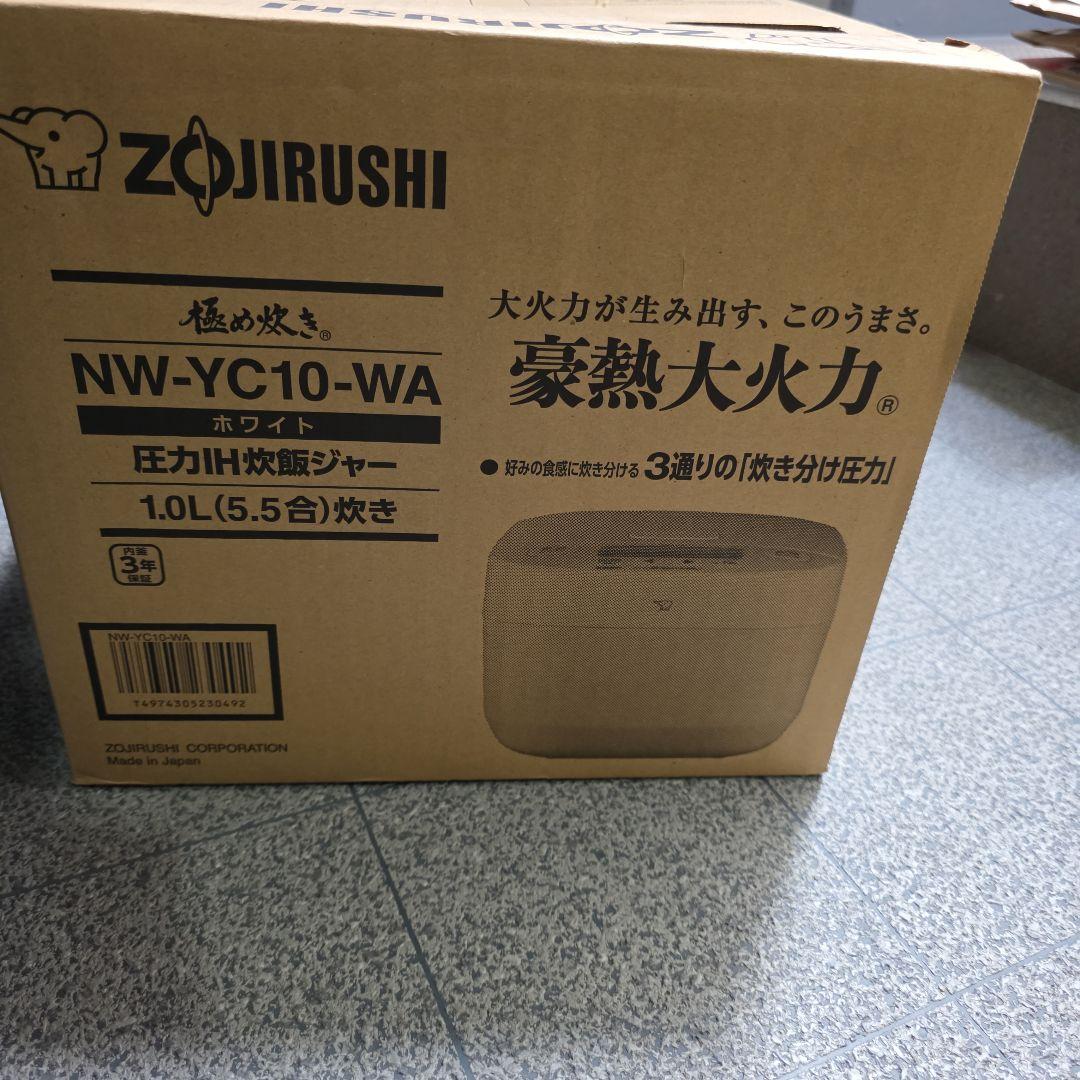 ZOJIRUSHI
ZOJIRUSHI
極め炊き®
NW-YC10-WA
ホワイト
圧力IH炊飯ジャー
1.0L(5.5合)炊き
内釜
3年
保証
NW-YC10-WA
T4974305230492
ZOJIRUSHI CORPORATION
Made in Japan
大火力が生み出す、このうまさ。
豪熱大火力®
● 好みの食感に炊き分ける 3通りの「炊き分け圧力」